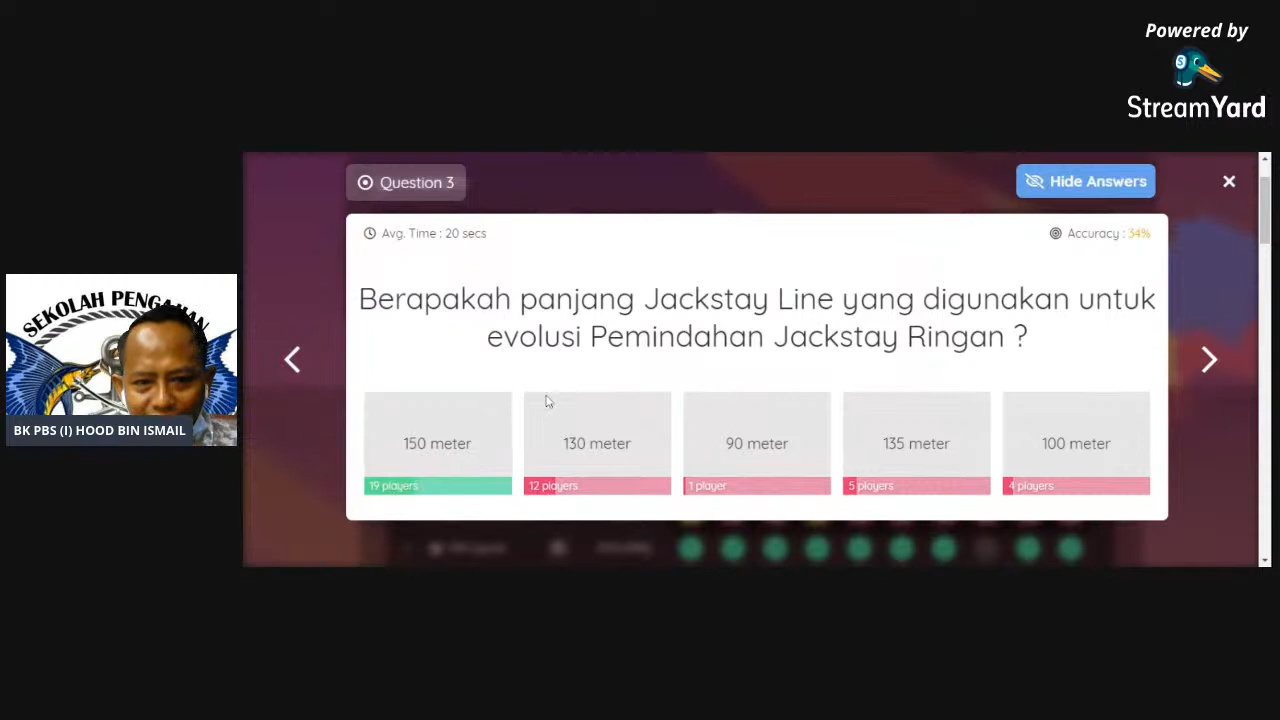 Powered by
StreamYard
Question 3
Hide Answers
Avg. Time : 20 secs
Accuracy : 34%
Berapakah panjang Jackstay Line yang digunakan untuk
evolusi Pemindahan Jackstay Ringan ?
150 meter
130 meter
90 meter
135 meter
100 meter
19 players
12 players
1 player
5 players
4 players
SEKOLAH
BK PBS (I) HOOD BIN ISMAIL